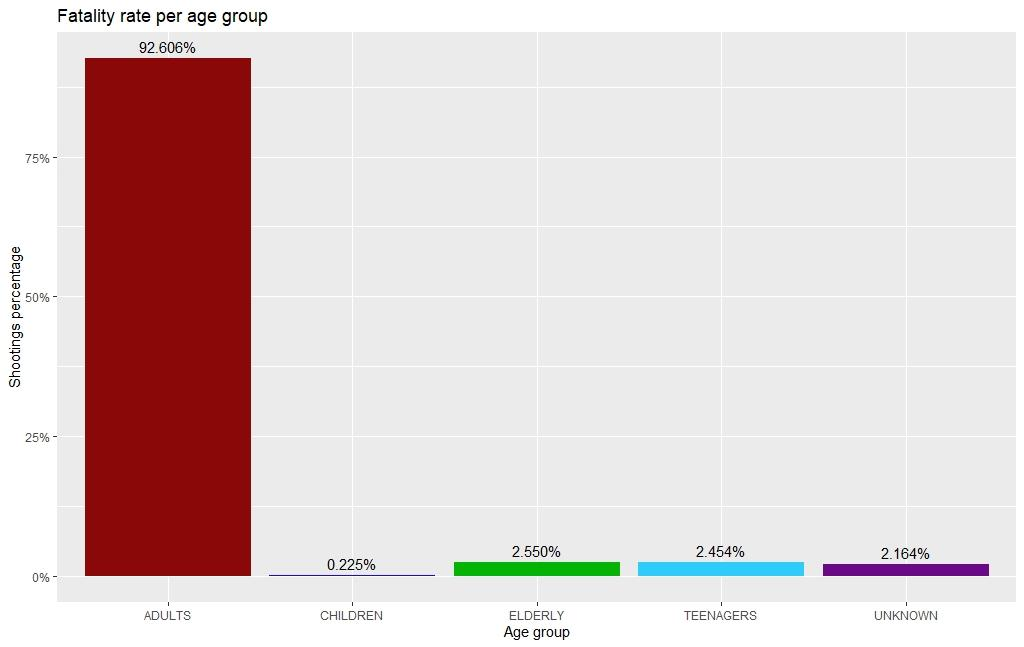 Fatality rate per age group
92.606%
75%
50%
25%
0%
0.225%
2.550%
2.454%
2.164%
Shootings percentage
ADULTS
CHILDREN
ELDERLY
TEENAGERS
UNKNOWN
Age group